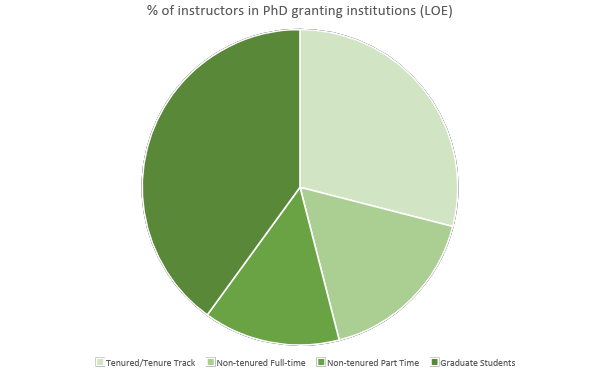 % of instructors in PhD granting institutions (LOE)
Tenured/Tenure Track Non-tenured Full-time Non-tenured Part Time Graduate Students